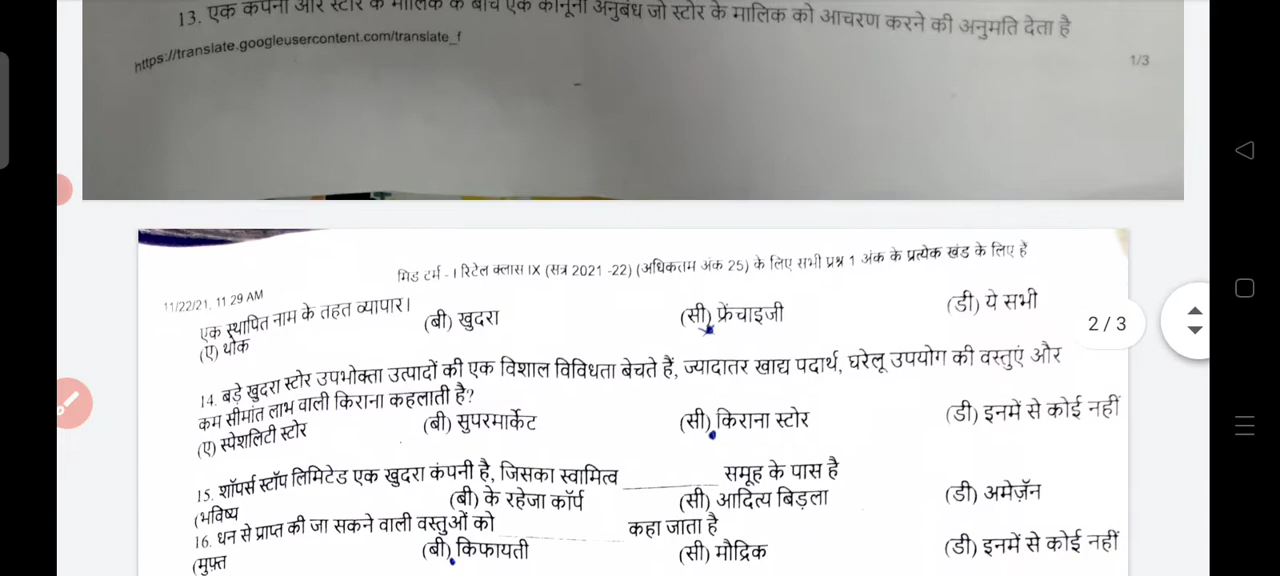 13. एक कंपनी और स्टोर के मालिक के बीच एक कानूनी अनुबंध जो स्टोर के मालिक को आचरण करने की अनुमति देता है
https://translate.googleusercontent.com/translate_f
1/3
मिड टर्म - I रिटेल क्लास IX (सत्र 2021 -22) (अधिकतम अंक 25) के लिए सभी प्रश्न 1 अंक के प्रत्येक खंड के लिए हैं
11/22/21, 11:29 AM
एक स्थापित नाम के तहत व्यापार।
(ए) थोक (बी) खुदरा (सी) फ्रेंचाइजी (डी) ये सभी
2 / 3
14. बड़े खुदरा स्टोर उपभोक्ता उत्पादों की एक विशाल विविधता बेचते हैं, ज्यादातर खाद्य पदार्थ, घरेलू उपयोग की वस्तुएं और
कम सीमांत लाभ वाली किराना कहलाती है?
(ए) स्पेशलिटी स्टोर (बी) सुपरमार्केट (सी) किराना स्टोर (डी) इनमें से कोई नहीं
15. शॉपर्स स्टॉप लिमिटेड एक खुदरा कंपनी है, जिसका स्वामित्व ________ समूह के पास है
(भविष्य (बी) के रहेजा कॉर्प (सी) आदित्य बिड़ला (डी) अमेज़ॅन
16. धन से प्राप्त की जा सकने वाली वस्तुओं को ________ कहा जाता है
(मुफ़्त (बी) किफायती (सी) मौद्रिक (डी) इनमें से कोई नहीं